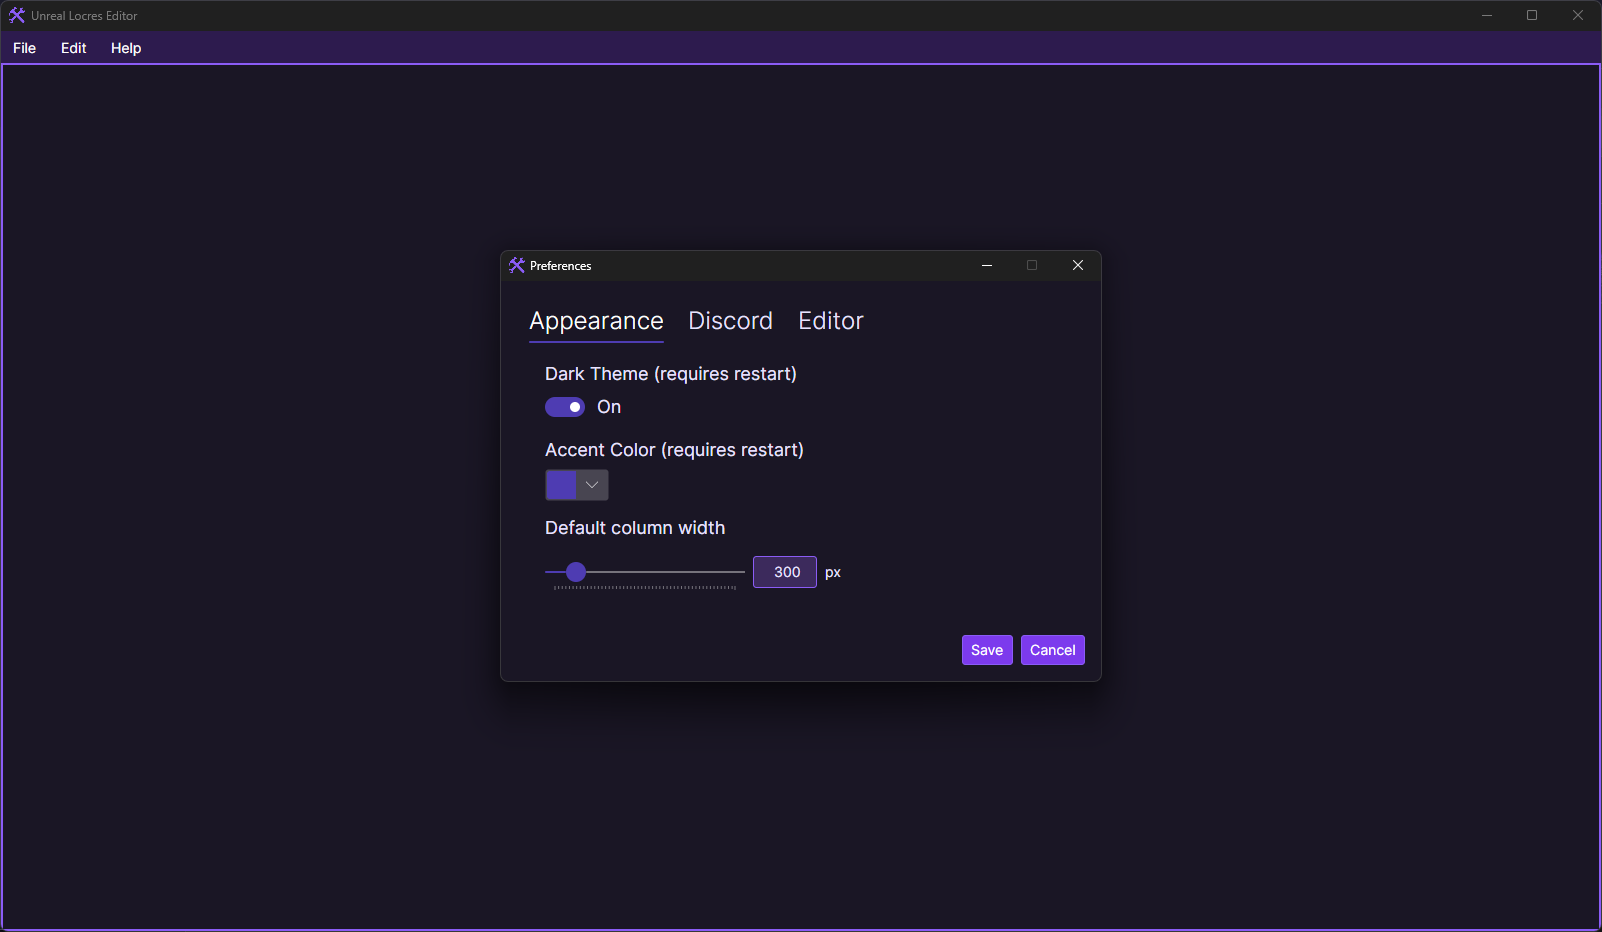 Unreal Locres Editor
File Edit Help
Preferences
Appearance Discord Editor
Dark Theme (requires restart)
On
Accent Color (requires restart)
Default column width
300 px
Save Cancel